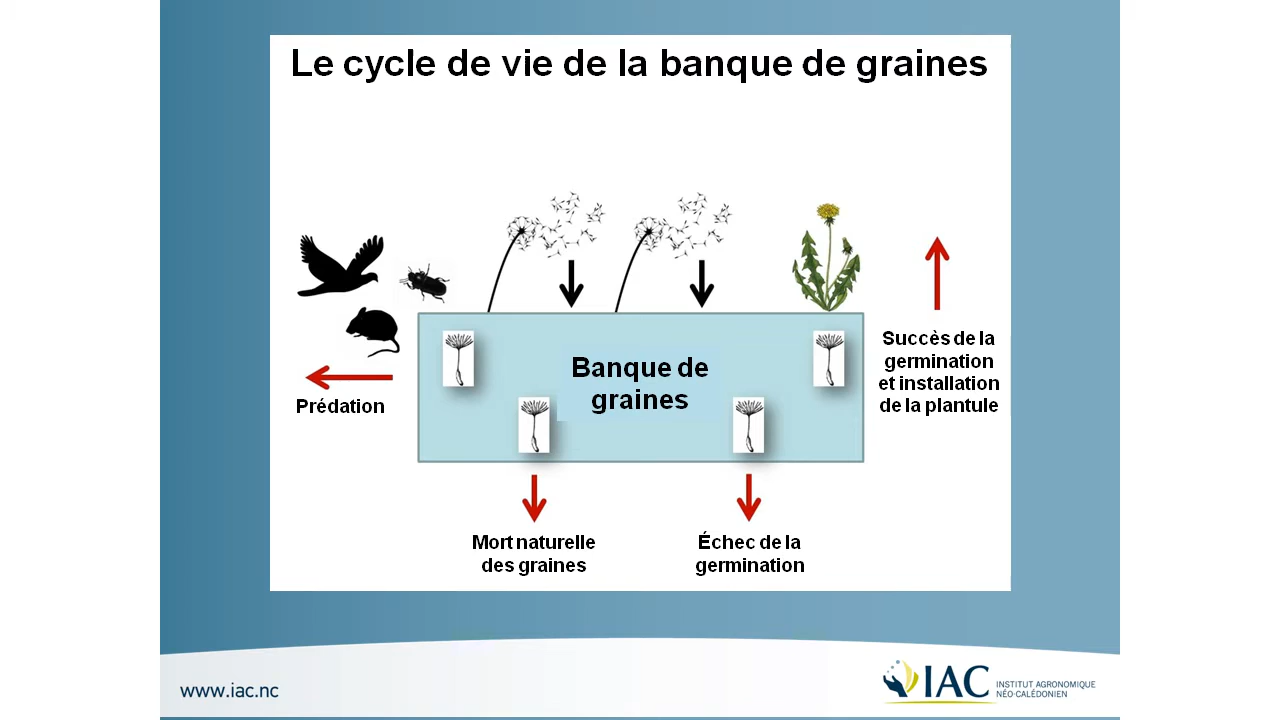 Le cycle de vie de la banque de graines
Banque de
graines
Prédation
Succès de la
germination
et installation
de la plantule
Mort naturelle
des graines
Échec de la
germination
www.iac.nc
IAC
INSTITUT AGRONOMIQUE
NÉO-CALÉDONIEN